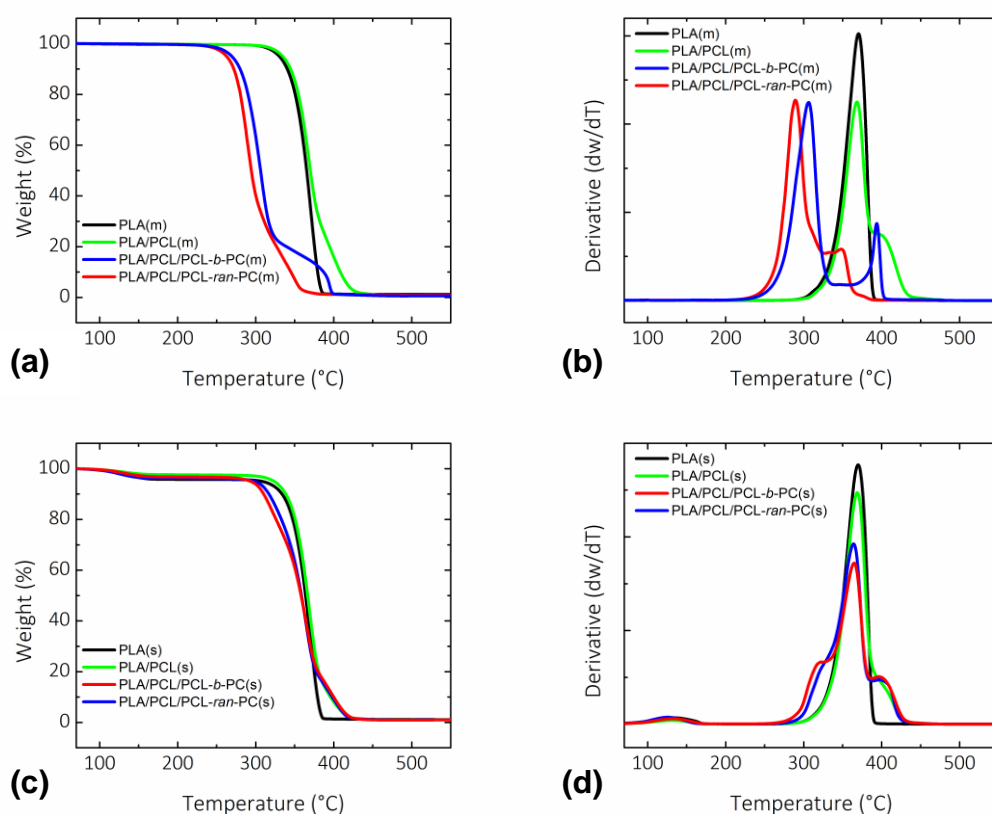 100
80
60
40
20
0
Weight (%)
PLA(m)
PLA/PCL(m)
PLA/PCL/PCL-b-PC(m)
PLA/PCL/PCL-ran-PC(m)
100 200 300 400 500
Temperature (°C)
(a)
Derivative (dw/dT)
PLA(m)
PLA/PCL(m)
PLA/PCL/PCL-b-PC(m)
PLA/PCL/PCL-ran-PC(m)
100 200 300 400 500
Temperature (°C)
(b)
100
80
60
40
20
0
Weight (%)
PLA(s)
PLA/PCL(s)
PLA/PCL/PCL-b-PC(s)
PLA/PCL/PCL-ran-PC(s)
100 200 300 400 500
Temperature (°C)
(c)
Derivative (dw/dT)
PLA(s)
PLA/PCL(s)
PLA/PCL/PCL-b-PC(s)
PLA/PCL/PCL-ran-PC(s)
100 200 300 400 500
Temperature (°C)
(d)